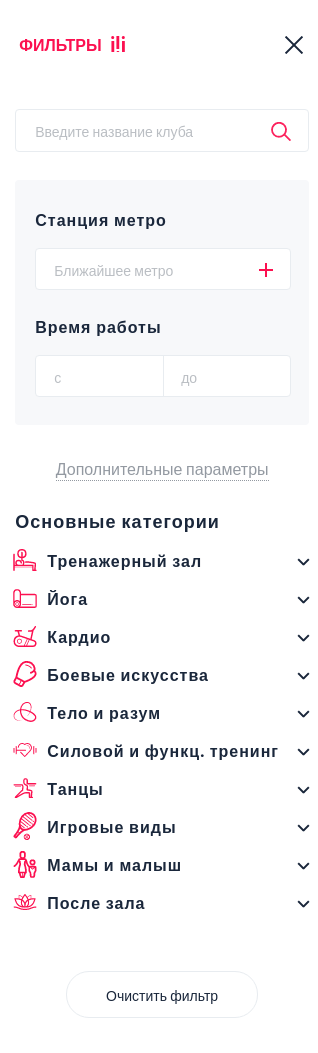 ФИЛЬТРЫ
Введите название клуба
Станция метро
Ближайшее метро
Время работы
с
до
Дополнительные параметры
Основные категории
Тренажерный зал
Йога
Кардио
Боевые искусства
Тело и разум
Силовой и функц. тренинг
Танцы
Игровые виды
Мамы и малыш
После зала
Очистить фильтр